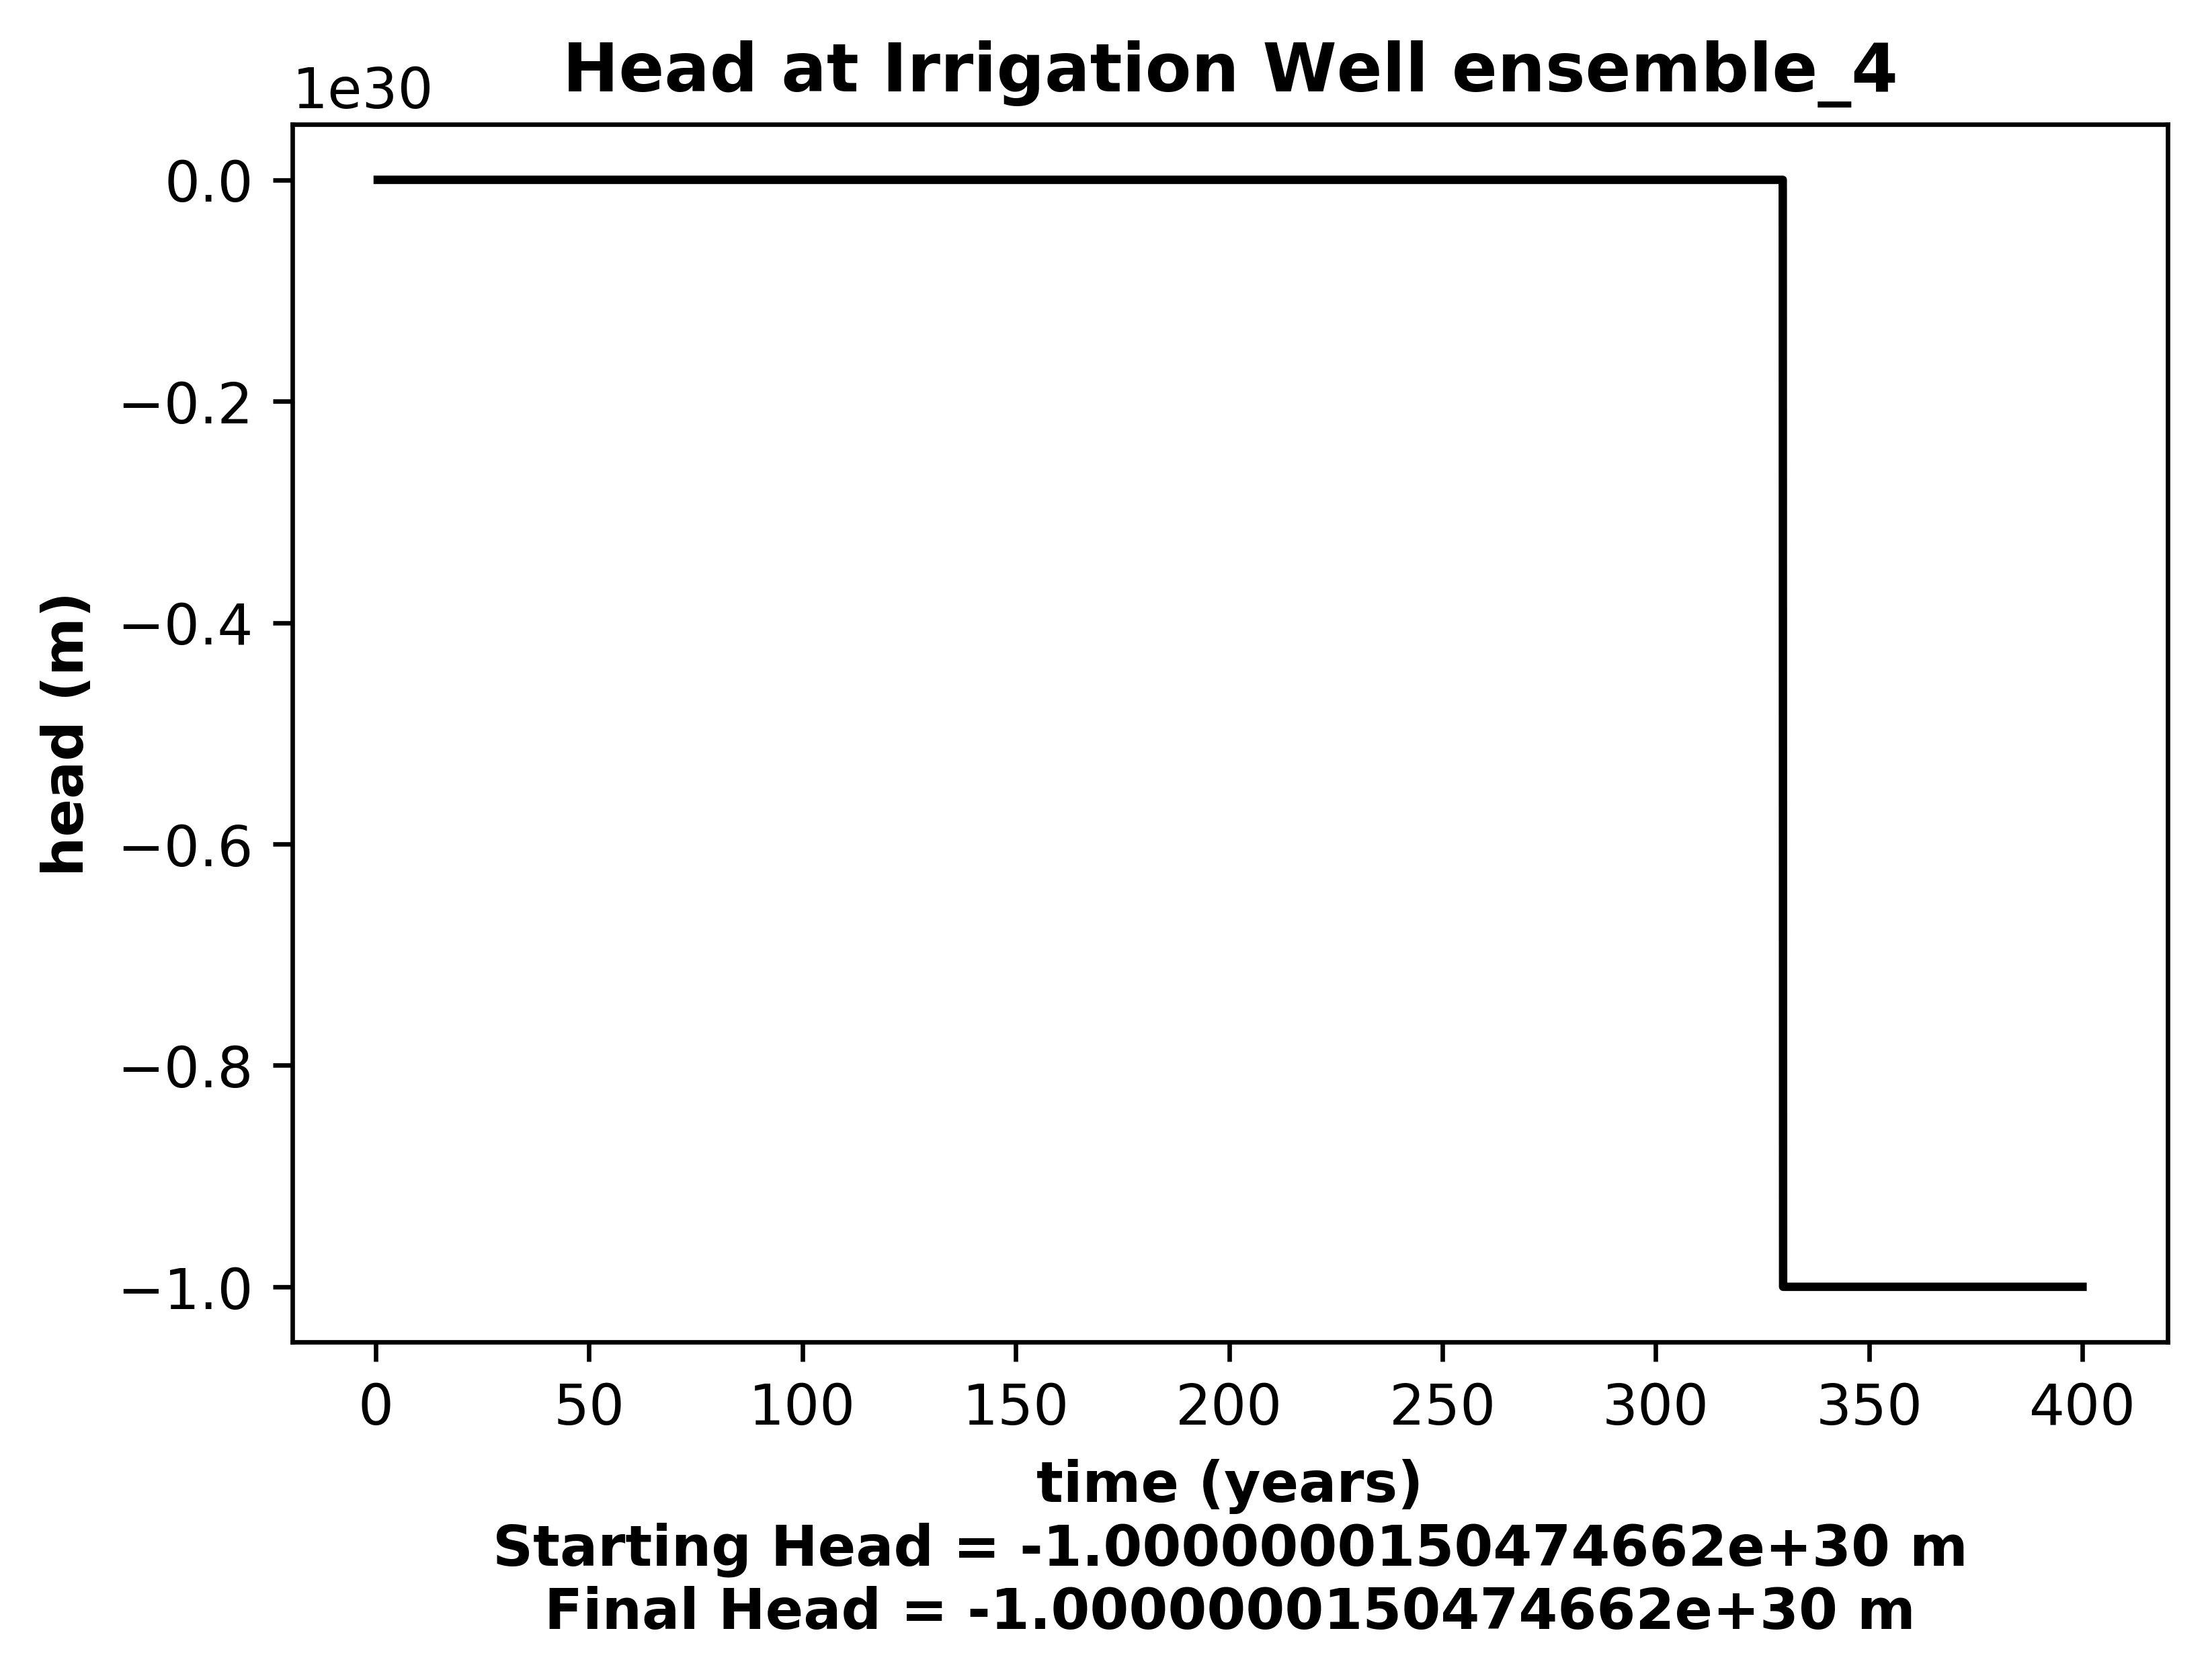 Head at Irrigation Well ensemble_4
1e30
0.0
−0.2
−0.4
−0.6
−0.8
−1.0
head (m)
0 50 100 150 200 250 300 350 400
time (years)
Starting Head = -1.0000000150474662e+30 m
Final Head = -1.0000000150474662e+30 m